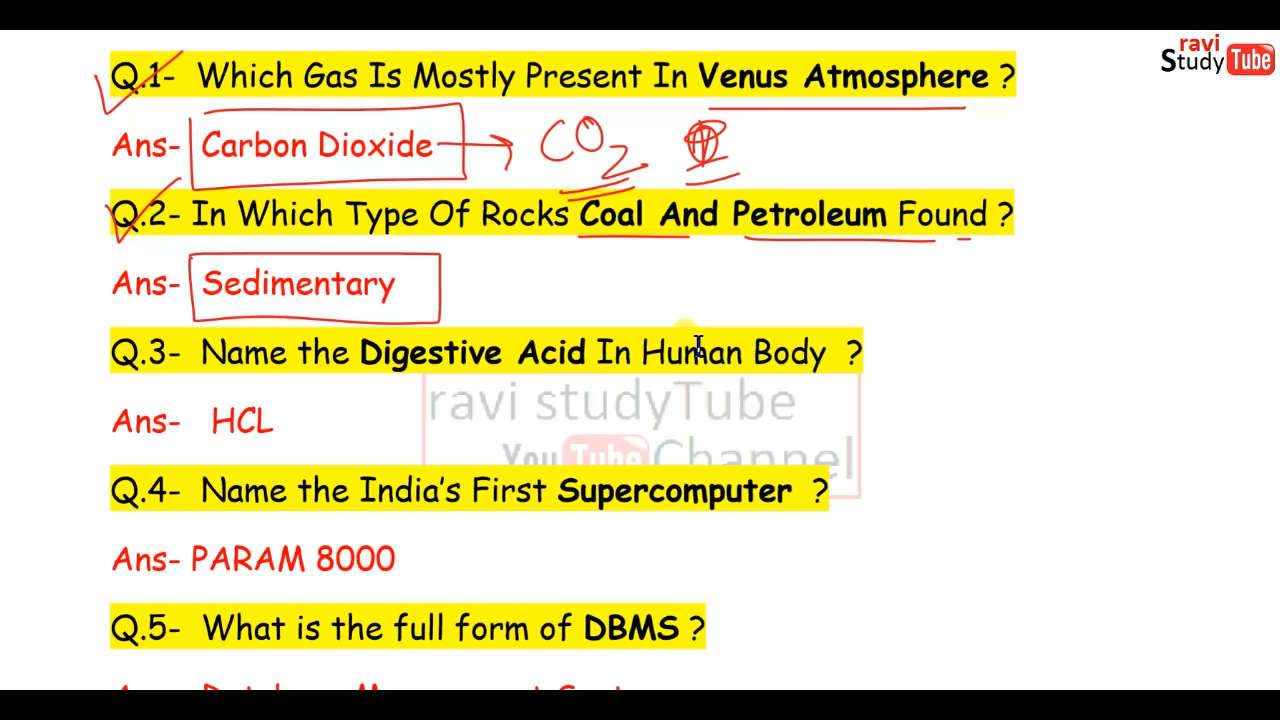 ravi
Study Tube
Q.1- Which Gas Is Mostly Present In Venus Atmosphere ?
Ans- Carbon Dioxide → CO2
Q.2- In Which Type Of Rocks Coal And Petroleum Found ?
Ans- Sedimentary
Q.3- Name the Digestive Acid In Human Body ?
ravi studyTube
Ans- HCL
YouTube Channel
Q.4- Name the India's First Supercomputer ?
Ans- PARAM 8000
Q.5- What is the full form of DBMS ?